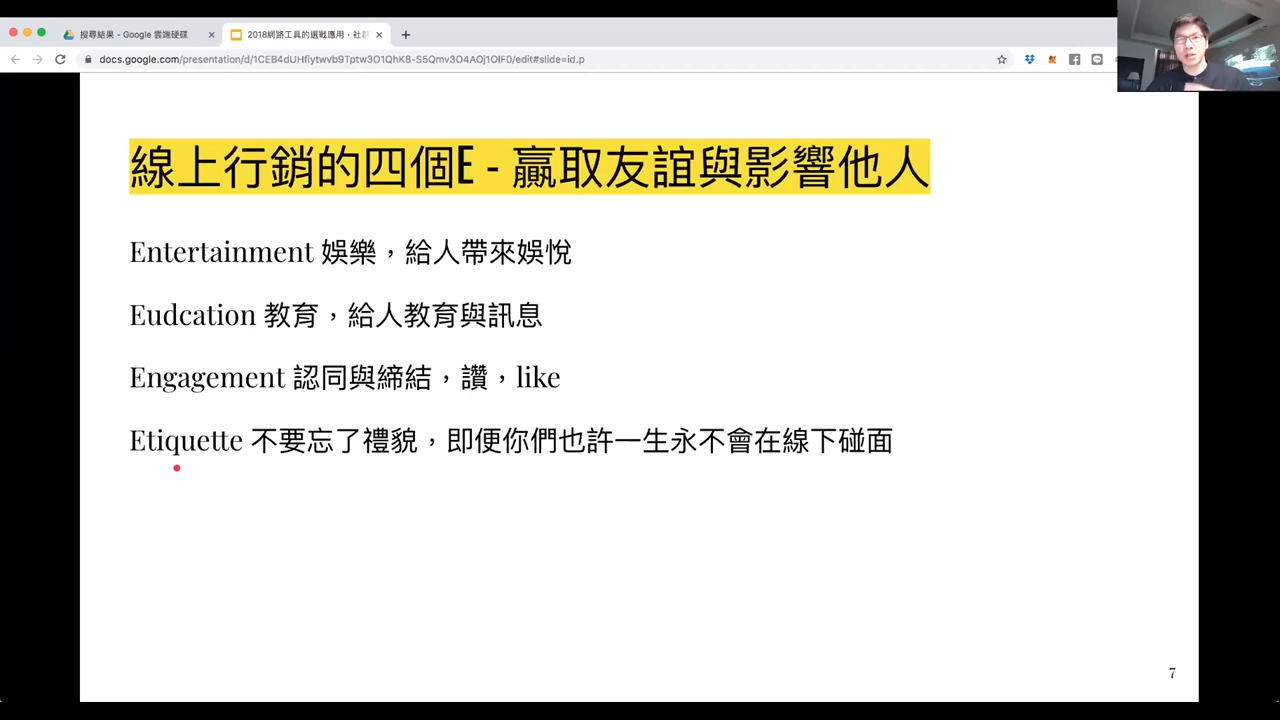 搜尋結果 - Google 雲端硬碟
2018網路工具的選戰應用，社群
docs.google.com/presentation/d/1CEB4dUHfiytwvb9Tptw3O1QhK8-S5Qmv3O4AOj1DrF0/edit#slide=id.p
線上行銷的四個E - 贏取友誼與影響他人
Entertainment 娛樂，給人帶來娛悅
Eudcation 教育，給人教育與訊息
Engagement 認同與締結，讚，like
Etiquette 不要忘了禮貌，即便你們也許一生永不會在線下碰面
7